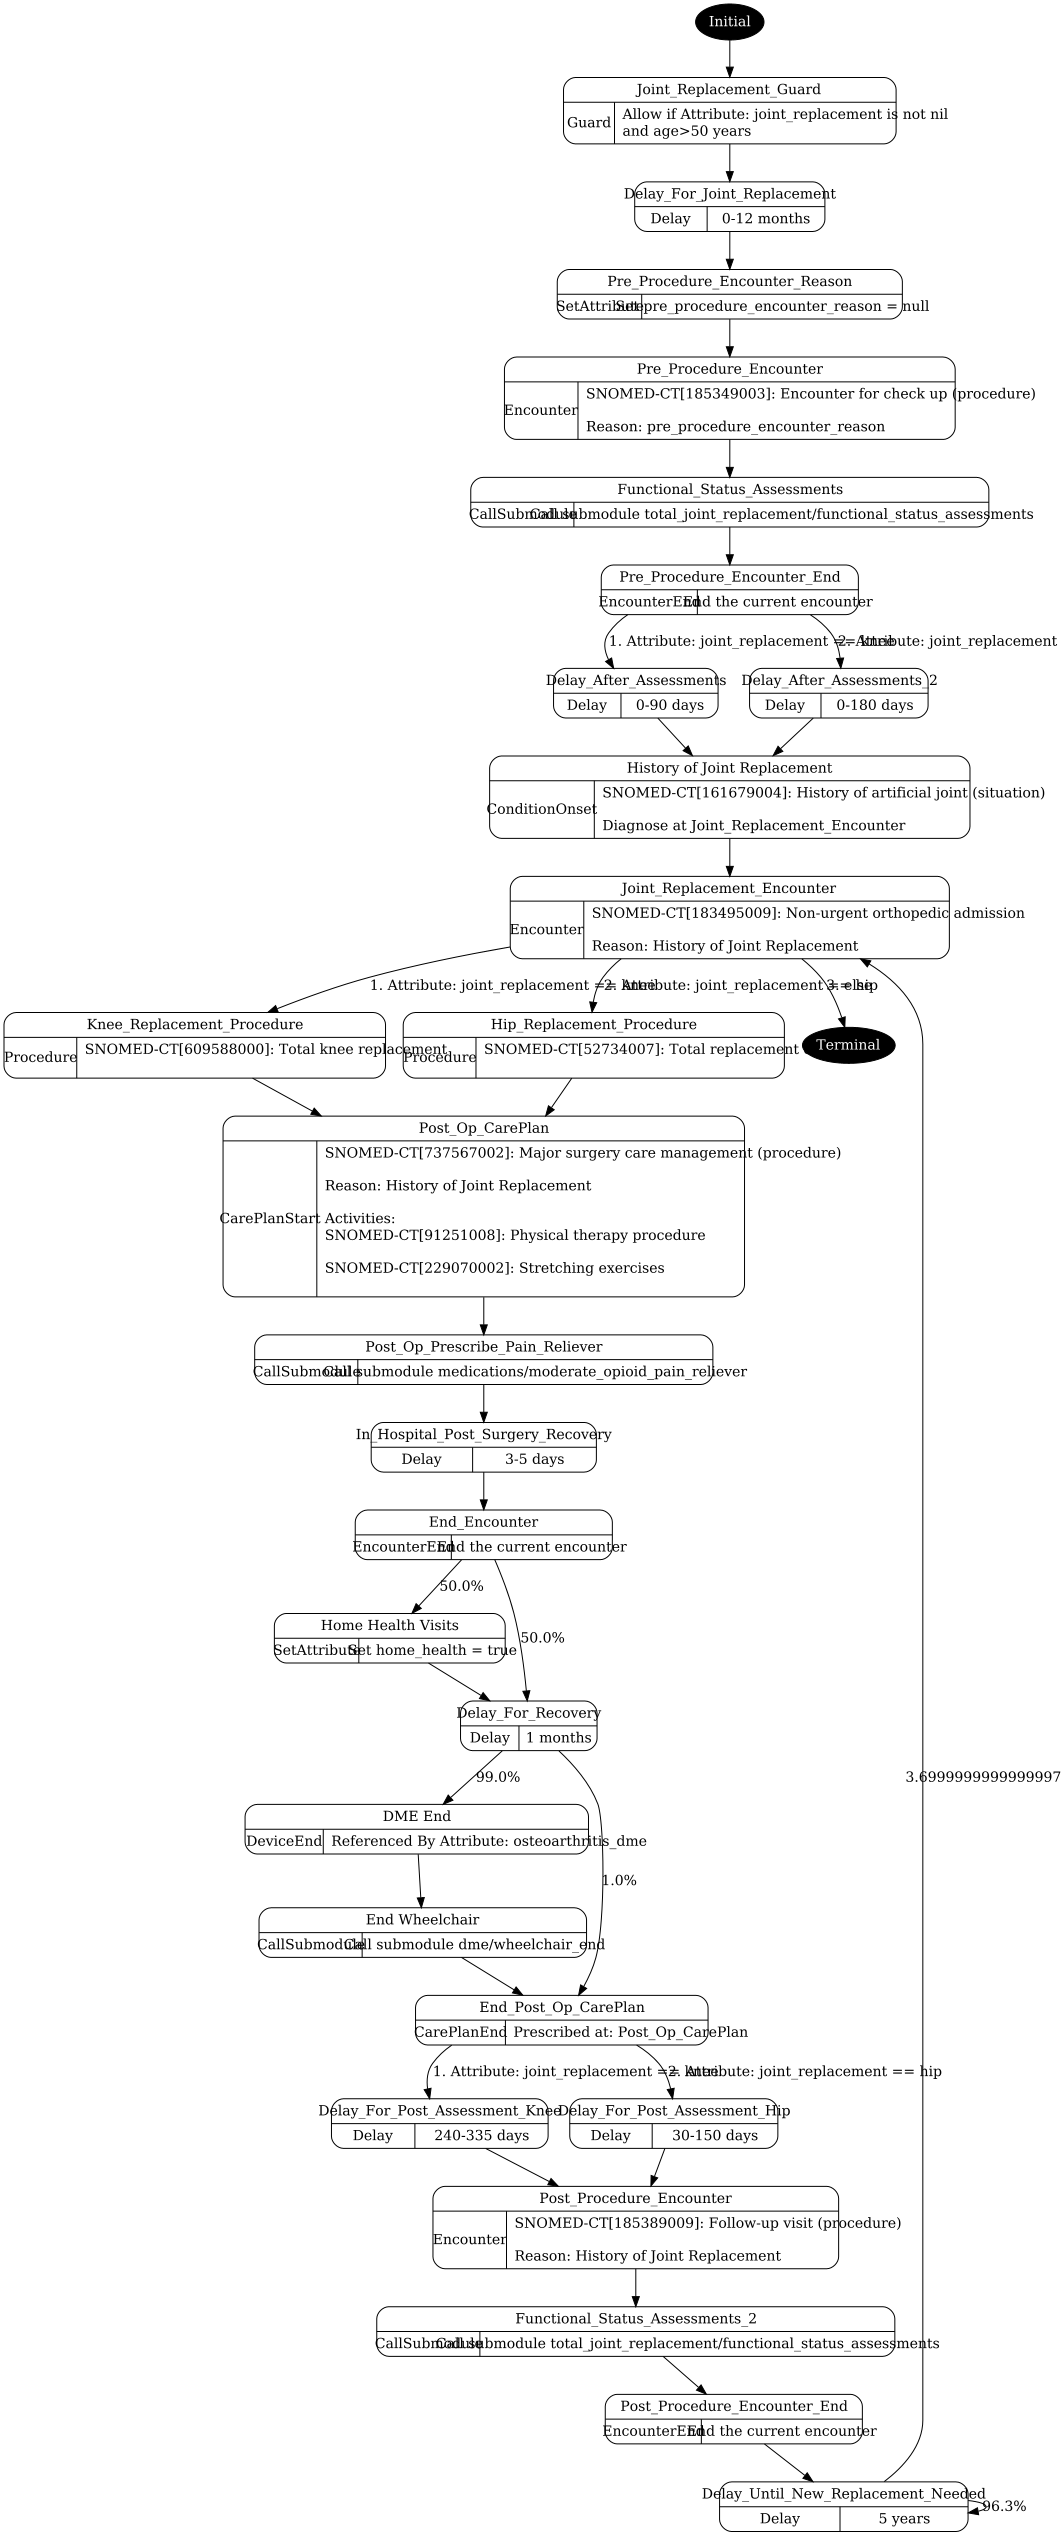 Initial
Joint_Replacement_Guard
Guard
Allow if Attribute: joint_replacement is not nil
and age>50 years
Delay_For_Joint_Replacement
Delay
0-12 months
Pre_Procedure_Encounter_Reason
SetAttribute
Set pre_procedure_encounter_reason = null
Pre_Procedure_Encounter
Encounter
SNOMED-CT[185349003]: Encounter for check up (procedure)
Reason: pre_procedure_encounter_reason
Functional_Status_Assessments
CallSubmodule
Call submodule total_joint_replacement/functional_status_assessments
Pre_Procedure_Encounter_End
EncounterEnd
End the current encounter
1. Attribute: joint_replacement == knee
2. Attribute: joint_replacement
Delay_After_Assessments
Delay
0-90 days
Delay_After_Assessments_2
Delay
0-180 days
History of Joint Replacement
ConditionOnset
SNOMED-CT[161679004]: History of artificial joint (situation)
Diagnose at Joint_Replacement_Encounter
Joint_Replacement_Encounter
Encounter
SNOMED-CT[183495009]: Non-urgent orthopedic admission
Reason: History of Joint Replacement
1. Attribute: joint_replacement == knee
2. Attribute: joint_replacement == hip
3. else
Knee_Replacement_Procedure
Procedure
SNOMED-CT[609588000]: Total knee replacement
Hip_Replacement_Procedure
Procedure
SNOMED-CT[52734007]: Total replacement
Terminal
Post_Op_CarePlan
CarePlanStart
SNOMED-CT[737567002]: Major surgery care management (procedure)
Reason: History of Joint Replacement
Activities:
SNOMED-CT[91251008]: Physical therapy procedure
SNOMED-CT[229070002]: Stretching exercises
Post_Op_Prescribe_Pain_Reliever
CallSubmodule
Call submodule medications/moderate_opioid_pain_reliever
In_Hospital_Post_Surgery_Recovery
Delay
3-5 days
End_Encounter
EncounterEnd
End the current encounter
50.0%
Home Health Visits
SetAttribute
Set home_health = true
50.0%
Delay_For_Recovery
Delay
1 months
99.0%
3.6999999999999997
DME End
DeviceEnd
Referenced By Attribute: osteoarthritis_dme
1.0%
End Wheelchair
CallSubmodule
Call submodule dme/wheelchair_end
End_Post_Op_CarePlan
CarePlanEnd
Prescribed at: Post_Op_CarePlan
1. Attribute: joint_replacement == knee
2. Attribute: joint_replacement == hip
Delay_For_Post_Assessment_Knee
Delay
240-335 days
Delay_For_Post_Assessment_Hip
Delay
30-150 days
Post_Procedure_Encounter
Encounter
SNOMED-CT[185389009]: Follow-up visit (procedure)
Reason: History of Joint Replacement
Functional_Status_Assessments_2
CallSubmodule
Call submodule total_joint_replacement/functional_status_assessments
Post_Procedure_Encounter_End
EncounterEnd
End the current encounter
Delay_Until_New_Replacement_Needed
Delay
5 years
96.3%